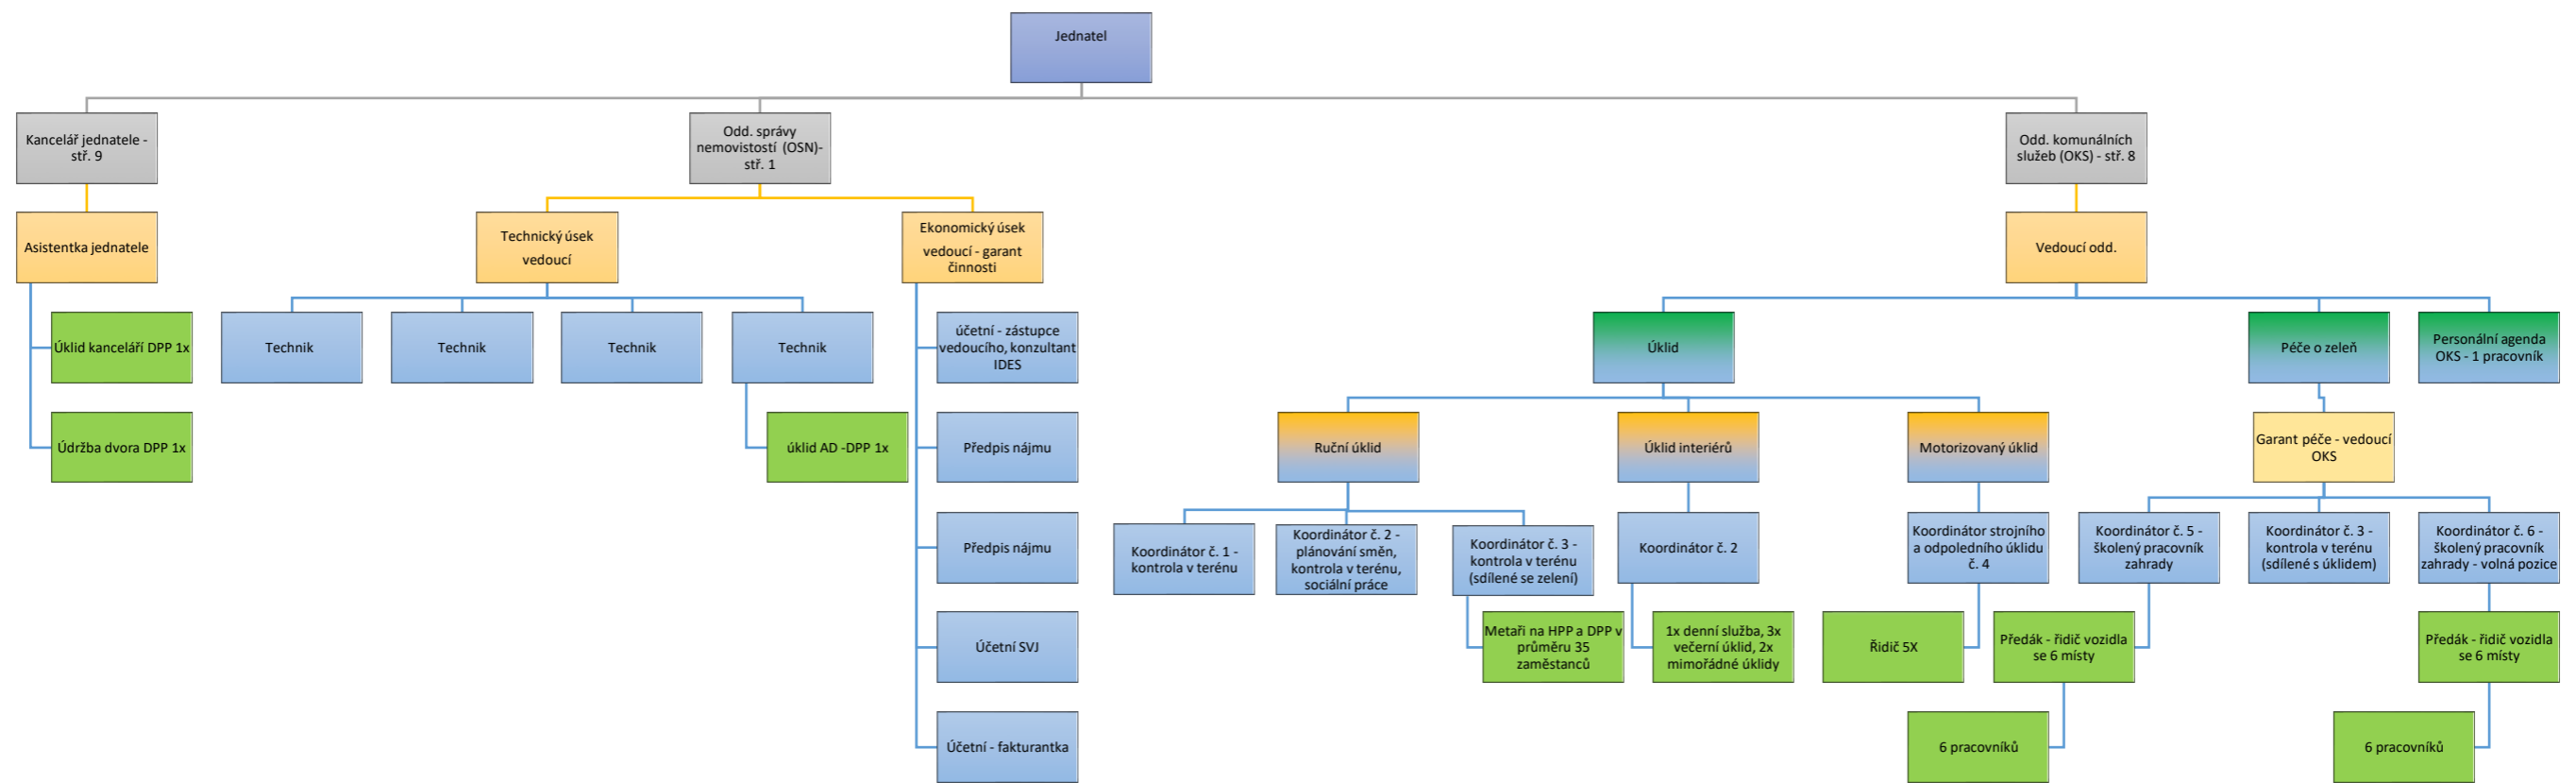 Jednatel
Kancelář jednatele -
stř. 9
Odd. správy
nemovistostí (OSN)-
stř. 1
Odd. komunálních
služeb (OKS) - stř. 8
Asistentka jednatele
Technický úsek
vedoucí
Ekonomický úsek
vedoucí - garant
činnosti
Vedoucí odd.
Úklid kanceláří DPP 1x
Technik
Technik
Technik
Technik
účetní - zástupce
vedoucího, konzultant
IDES
Úklid
Péče o zeleň
Personální agenda
OKS - 1 pracovník
Údržba dvora DPP 1x
úklid AD -DPP 1x
Předpis nájmu
Ruční úklid
Úklid interiérů
Motorizovaný úklid
Garant péče - vedoucí
OKS
Předpis nájmu
Koordinátor č. 1 -
kontrola v terénu
Koordinátor č. 2 -
plánování směn,
kontrola v terénu,
sociální práce
Koordinátor č. 3 -
kontrola v terénu
(sdílené se zelení)
Koordinátor č. 2
Koordinátor strojního
a odpoledního úklidu
č. 4
Koordinátor č. 5 -
školený pracovník
zahrady
Koordinátor č. 3 -
kontrola v terénu
(sdílené s úklidem)
Koordinátor č. 6 -
školený pracovník
zahrady - volná pozice
Účetní SVJ
Metaři na HPP a DPP v
průměru 35
zaměstanců
1x denní služba, 3x
večerní úklid, 2x
mimořádné úklidy
Řidič 5X
Předák - řidič vozidla
se 6 místy
Předák - řidič vozidla
se 6 místy
Účetní - fakturantka
6 pracovníků
6 pracovníků